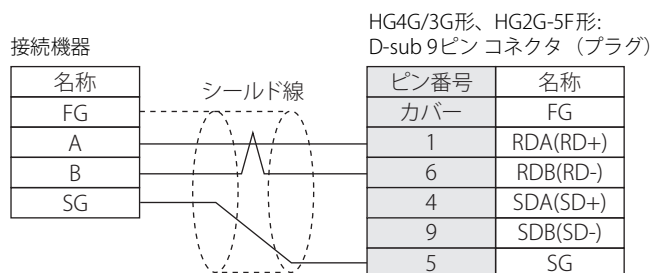 HG4G/3G形、HG2G-5F形:
接続機器
D-sub 9ピン コネクタ（プラグ）
名称
シールド線
ピン番号 名称
FG
カバー FG
A
1 RDA(RD+)
B
6 RDB(RD-)
SG
4 SDA(SD+)
9 SDB(SD-)
5 SG